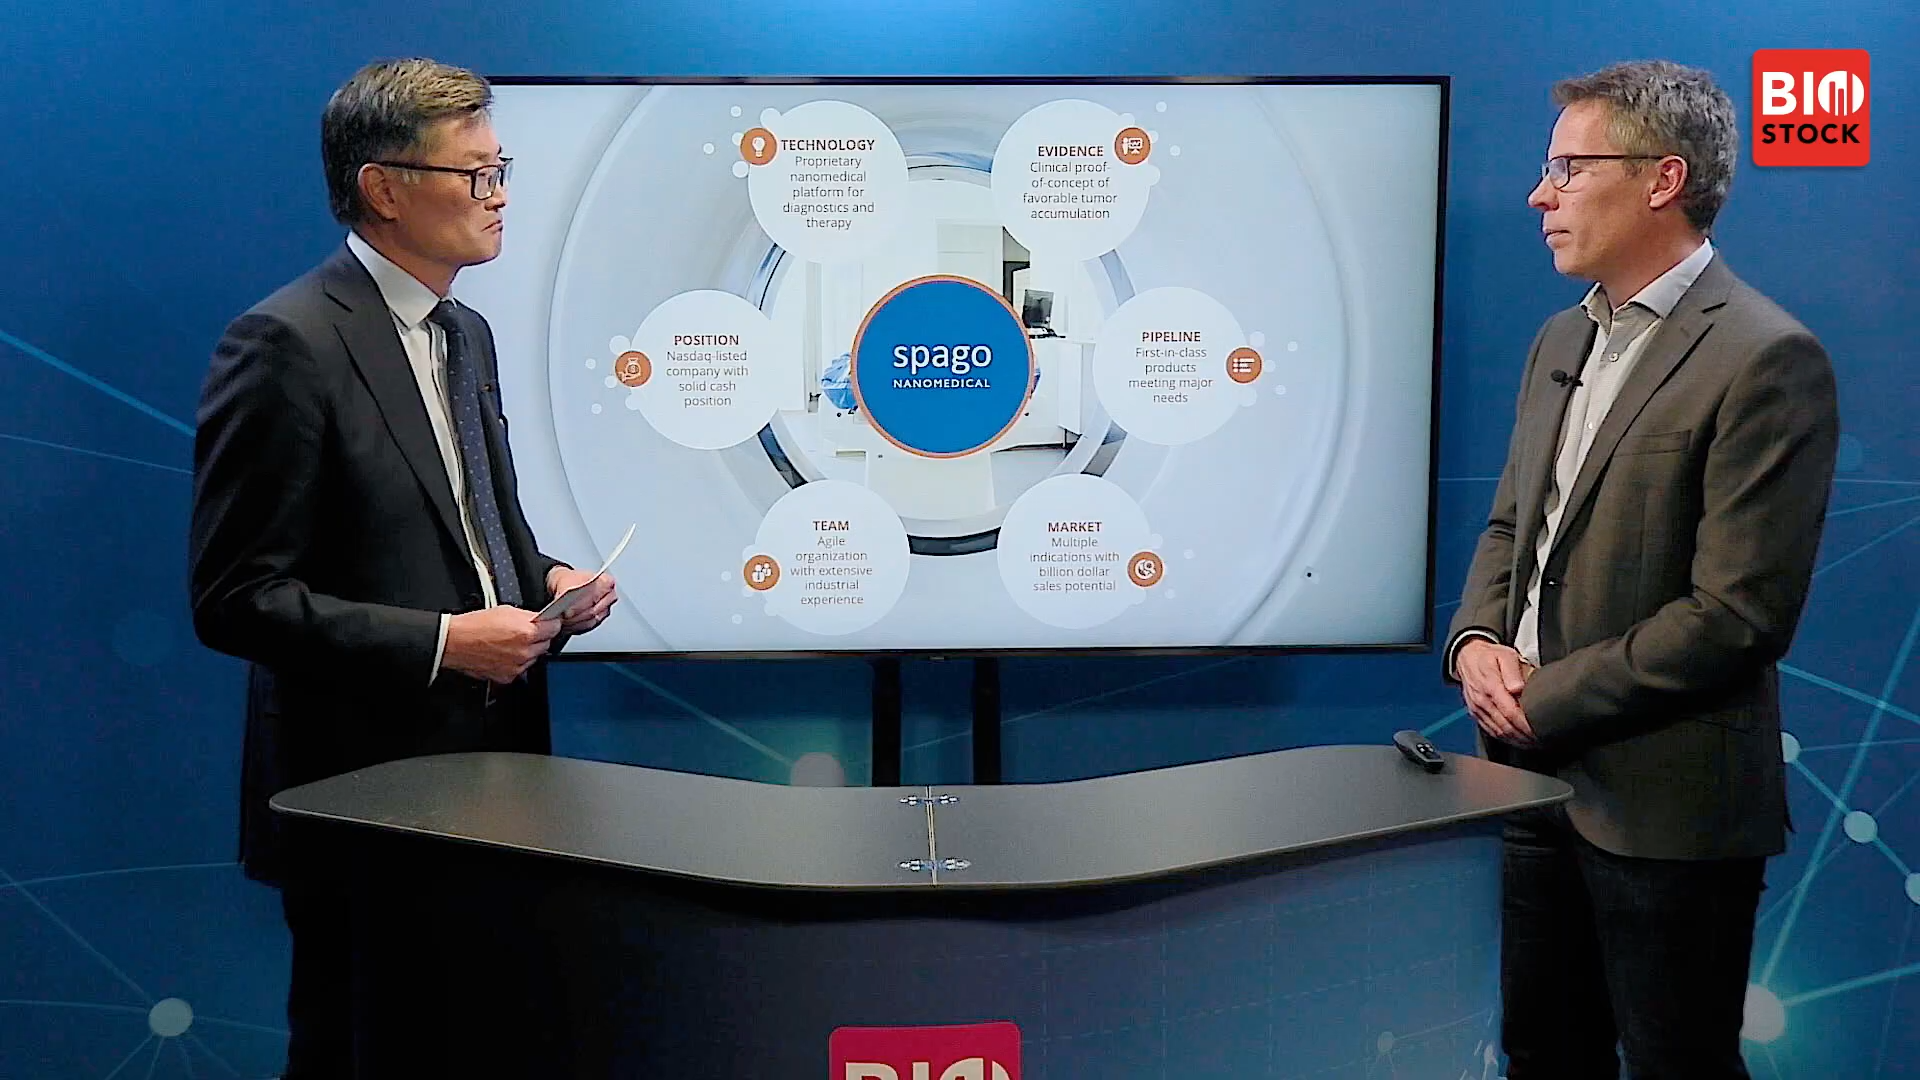 BIO
STOCK
TECHNOLOGY
Proprietary
nanomedical
platform for
diagnostics and
therapy
EVIDENCE
Clinical proof-
of-concept of
favorable tumor
accumulation
POSITION
Nasdaq-listed
company with
solid cash
position
spago
NANOMEDICAL
PIPELINE
First-in-class
products
meeting major
needs
TEAM
Agile
organization
with extensive
industrial
experience
MARKET
Multiple
indications with
billion dollar
sales potential
BIO